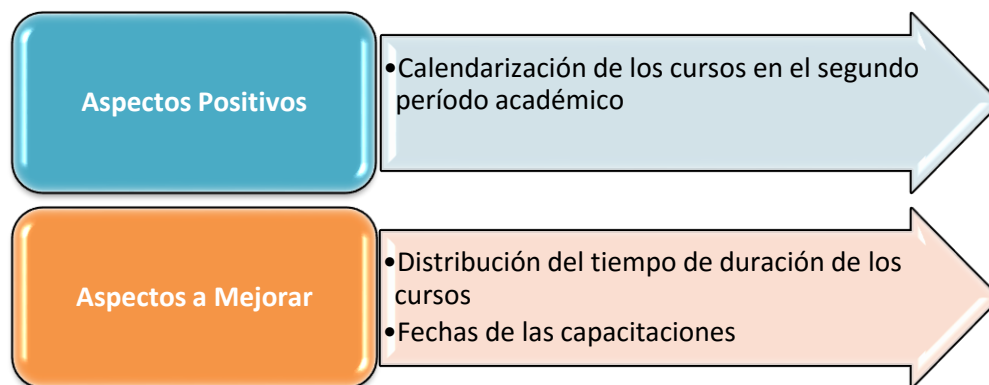 Aspectos Positivos
•Calendarización de los cursos en el segundo
período académico
Aspectos a Mejorar
•Distribución del tiempo de duración de los
cursos
•Fechas de las capacitaciones